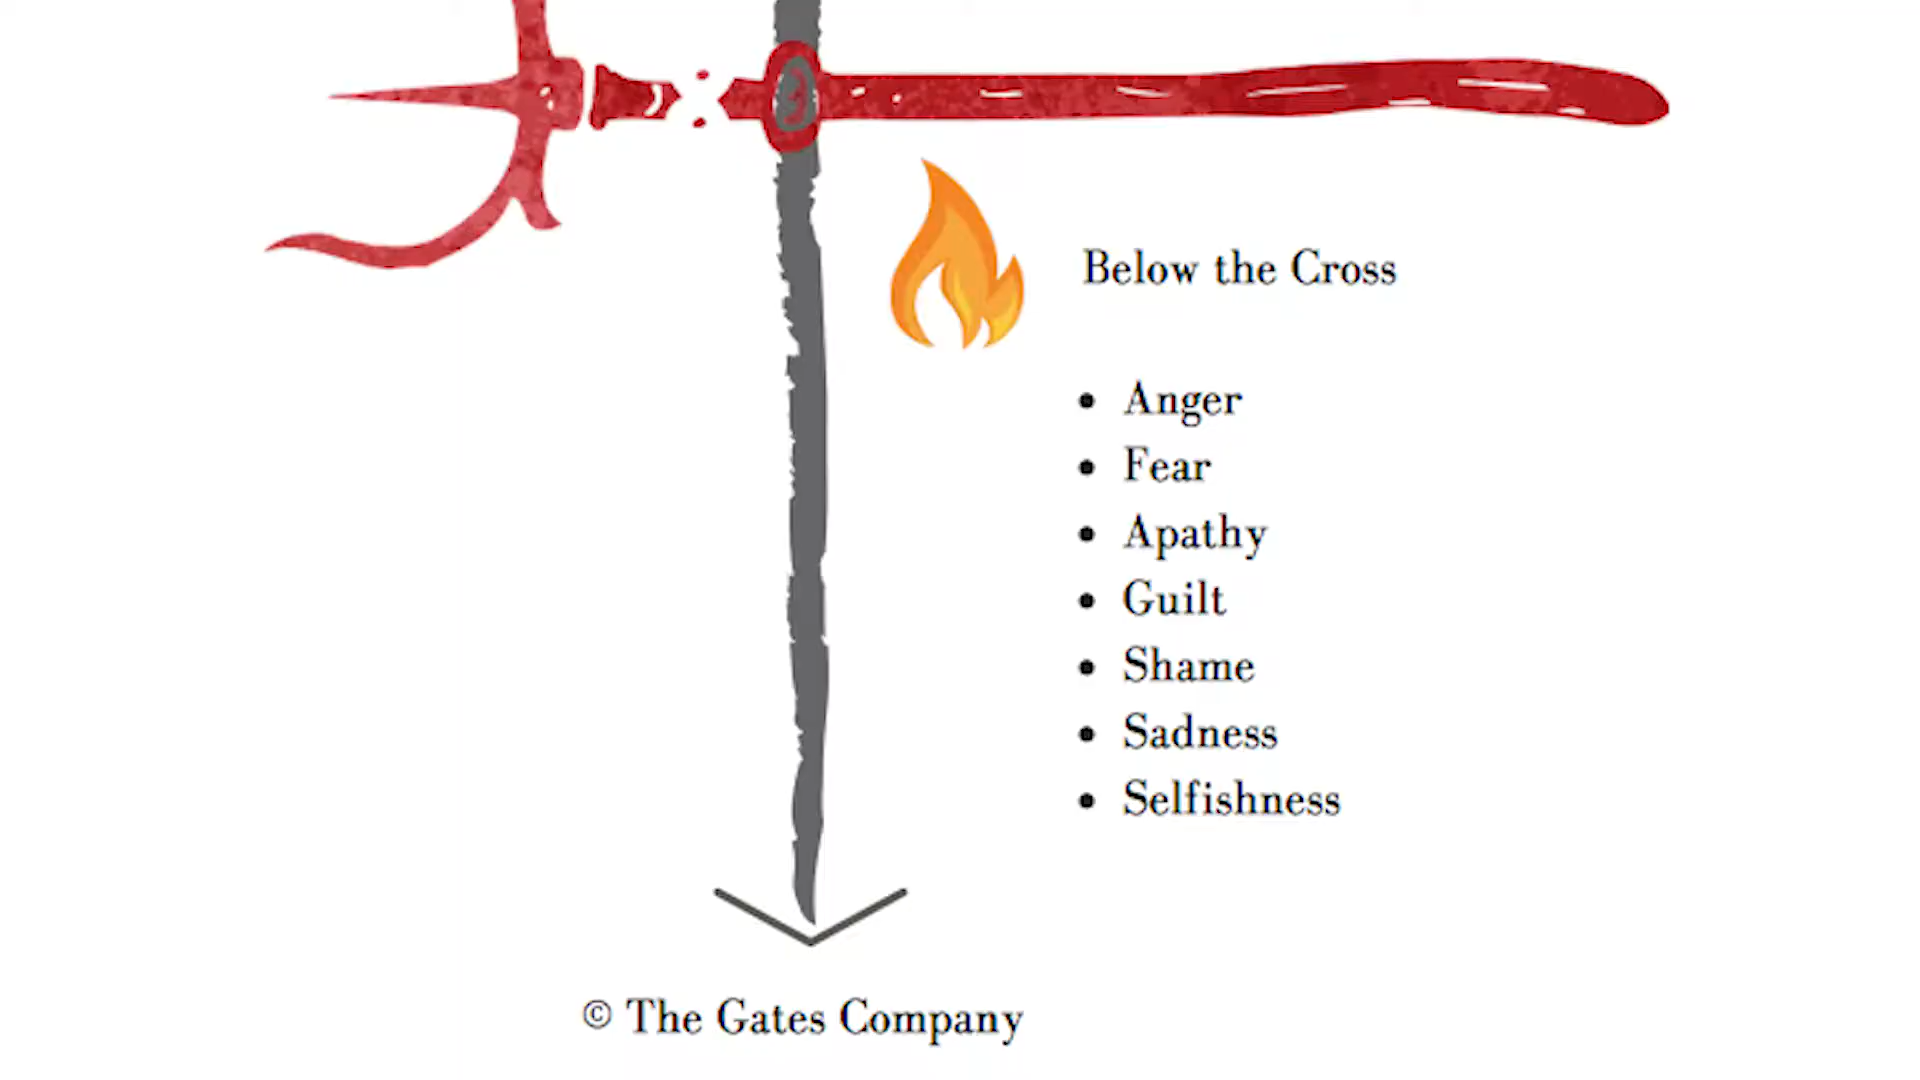 Below the Cross
• Anger
• Fear
• Apathy
• Guilt
• Shame
• Sadness
• Selfishness
© The Gates Company